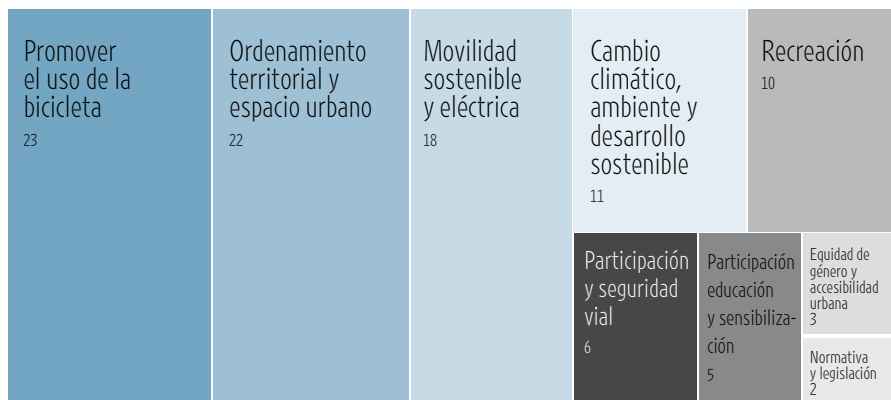 Promover
el uso de la
bicicleta
23
Ordenamiento
territorial y
espacio urbano
22
Movilidad
sostenible
y eléctrica
18
Cambio
climático,
ambiente y
desarrollo
sostenible
11
Recreación
10
Participación
y seguridad
vial
6
Participación
educación
y sensibiliza-
ción
5
Equidad de
género y
accesibilidad
urbana
3
Normativa
y legislación
2